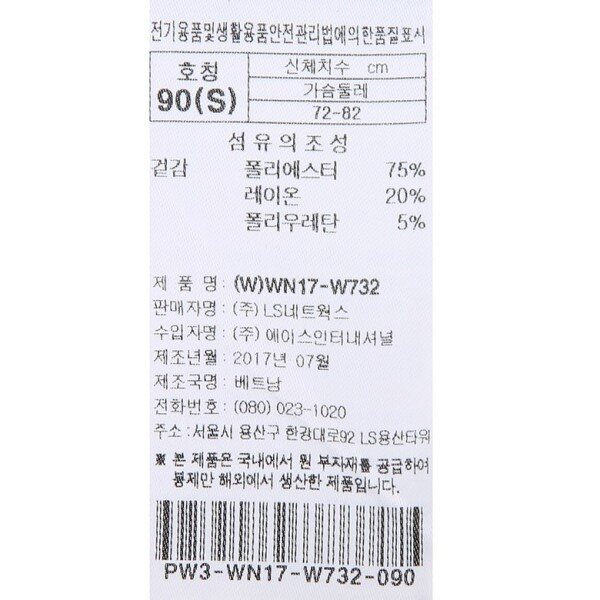 전기용품및생활용품안전관리법에의한품질표시
호칭 신체치수 cm
90(S) 가슴둘레
72-82
섬유의조성
겉감 폴리에스터 75%
레이온 20%
폴리우레탄 5%
제 품 명: (W)WN17-W732
판매자명: (주) LS네트웍스
수입자명: (주) 에이스인터내셔널
제조년월: 2017년 07월
제조국명: 베트남
전화번호: (080) 023-1020
주소: 서울시 용산구 한강대로92 LS용산타워
※ 본 제품은 국내에서 원 부자재를 공급하여
봉제만 해외에서 생산한 제품입니다.
PW3-WN17-W732-090